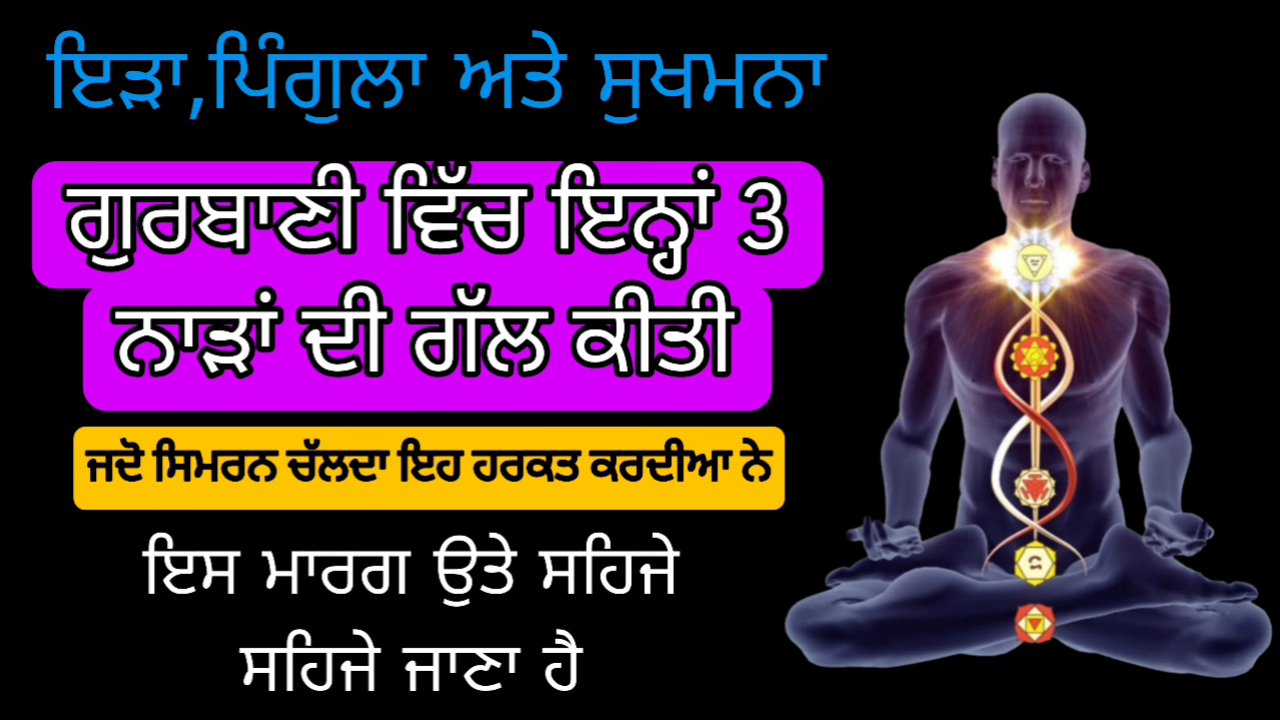 ਇੜਾ,ਪਿੰਗੁਲਾ ਅਤੇ ਸੁਖਮਨਾ
ਗੁਰਬਾਣੀ ਵਿੱਚ ਇਨ੍ਹਾਂ 3
ਨਾੜਾਂ ਦੀ ਗੱਲ ਕੀਤੀ
ਜਦੋ ਸਿਮਰਨ ਚੱਲਦਾ ਇਹ ਹਰਕਤ ਕਰਦੀਆ ਨੇ
ਇਸ ਮਾਰਗ ਉਤੇ ਸਹਿਜੇ
ਸਹਿਜੇ ਜਾਣਾ ਹੈ